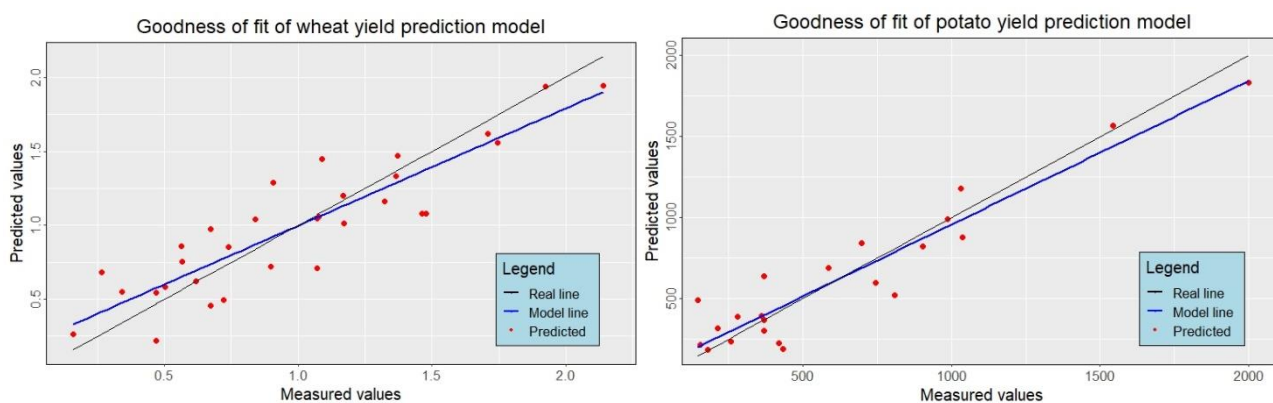 Goodness of fit of wheat yield prediction model
Predicted values
2.0
1.5
1.0
0.5
Legend
Real line
Model line
Predicted
0.5 1.0 1.5 2.0
Measured values
Goodness of fit of potato yield prediction model
Predicted values
2000
1500
1000
500
Legend
Real line
Model line
Predicted
500 1000 1500 2000
Measured values